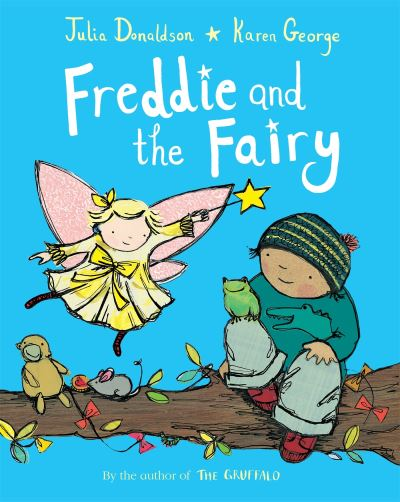 Julia Donaldson ★ Karen George
Freddie and
the Fairy
By the author of THE GRUFFALO